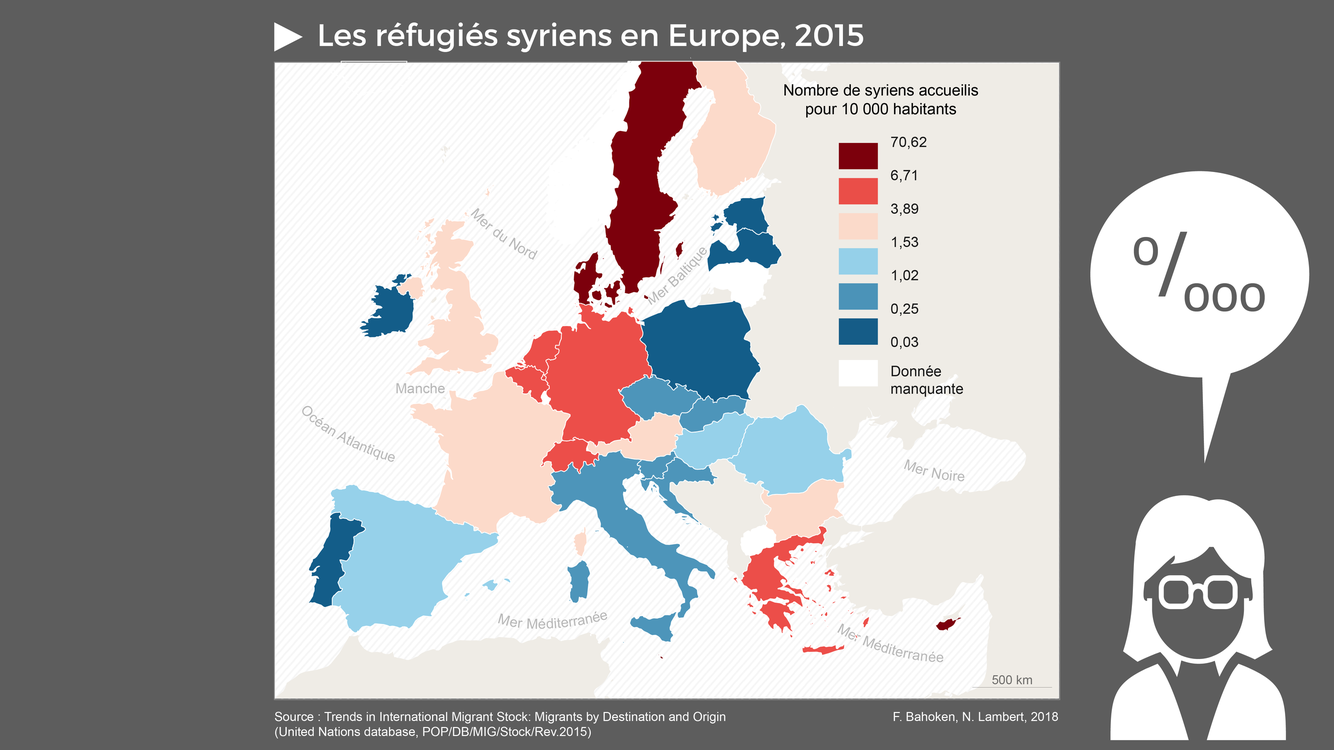 Les réfugiés syriens en Europe, 2015
Nombre de syriens accueilis
pour 10 000 habitants
70,62
6,71
3,89
1,53
1,02
0,25
0,03
Donnée
manquante
Mer du Nord
Mer Baltique
Manche
Océan Atlantique
Mer Noire
Mer Méditerranée
Mer Méditerranée
500 km
%ooo
Source : Trends in International Migrant Stock: Migrants by Destination and Origin
(United Nations database, POP/DB/MIG/Stock/Rev.2015)
F. Bahoken, N. Lambert, 2018